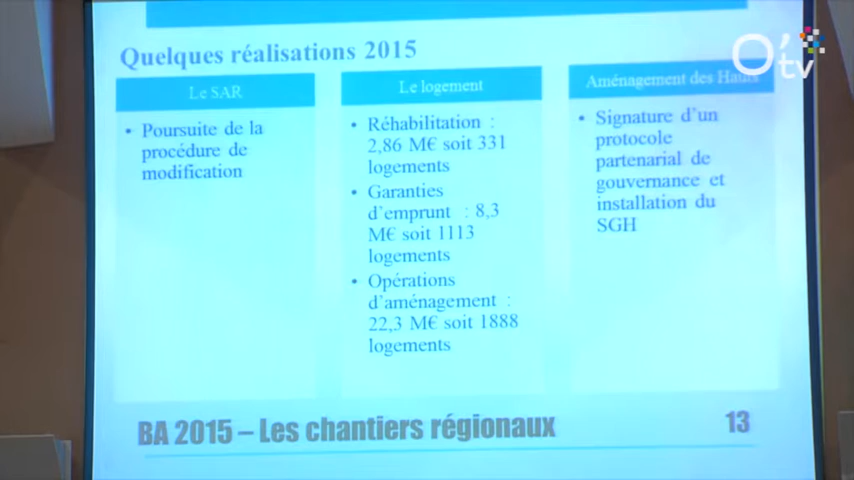 O'tv
Quelques réalisations 2015
Le SAR
• Poursuite de la
procédure de
modification
Le logement
• Réhabilitation :
2,86 M€ soit 331
logements
• Garanties
d'emprunt : 8,3
M€ soit 1113
logements
• Opérations
d'aménagement :
22,3 M€ soit 1888
logements
Aménagement des Hauts
• Signature d'un
protocole
partenarial de
gouvernance et
installation du
SGH
BA 2015 – Les chantiers régionaux
13